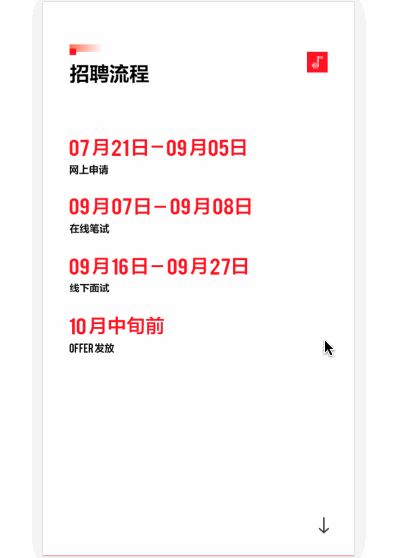 招聘流程
07月21日-09月05日
网上申请
09月07日-09月08日
在线笔试
09月16日-09月27日
线下面试
10月中旬前
OFFER发放